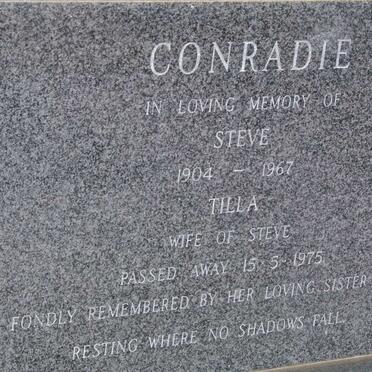 CONRADIE
IN LOVING MEMORY OF
STEVE
1904 - 1967
TILLA
WIFE OF STEVE
PASSED AWAY 15-5-1975
FONDLY REMEMBERED BY HER LOVING SISTER
RESTING WHERE NO SHADOWS FALL.